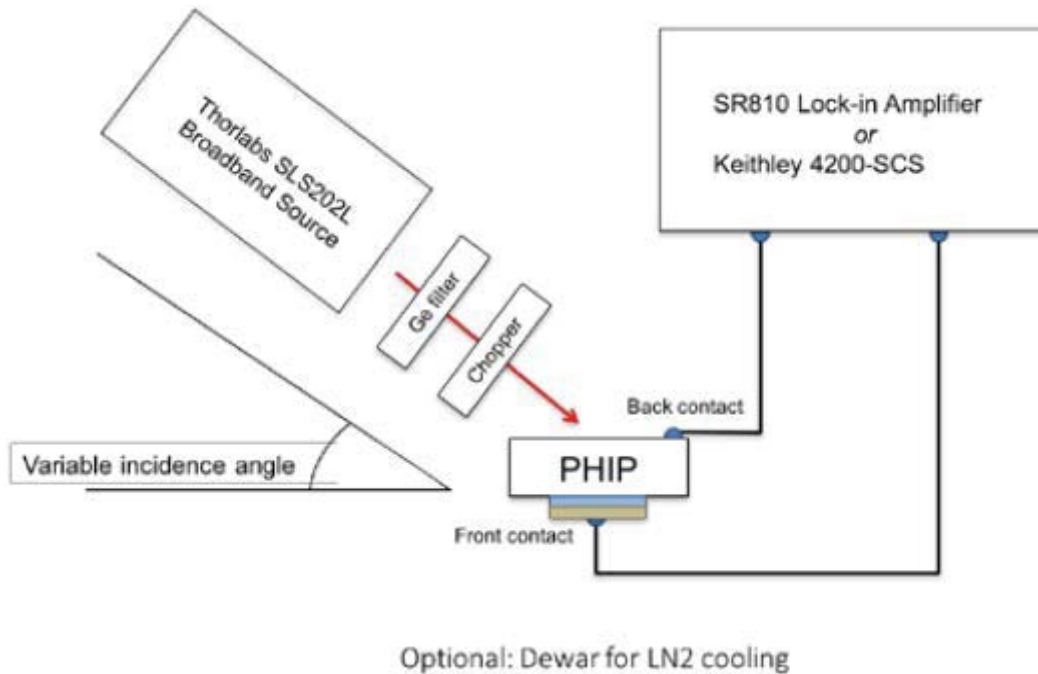 Thorlabs SLS202L
Broadband Source
SR810 Lock-in Amplifier
or
Keithley 4200-SCS
Ge filter
Chopper
Back contact
PHIP
Variable incidence angle
Front contact
Optional: Dewar for LN2 cooling